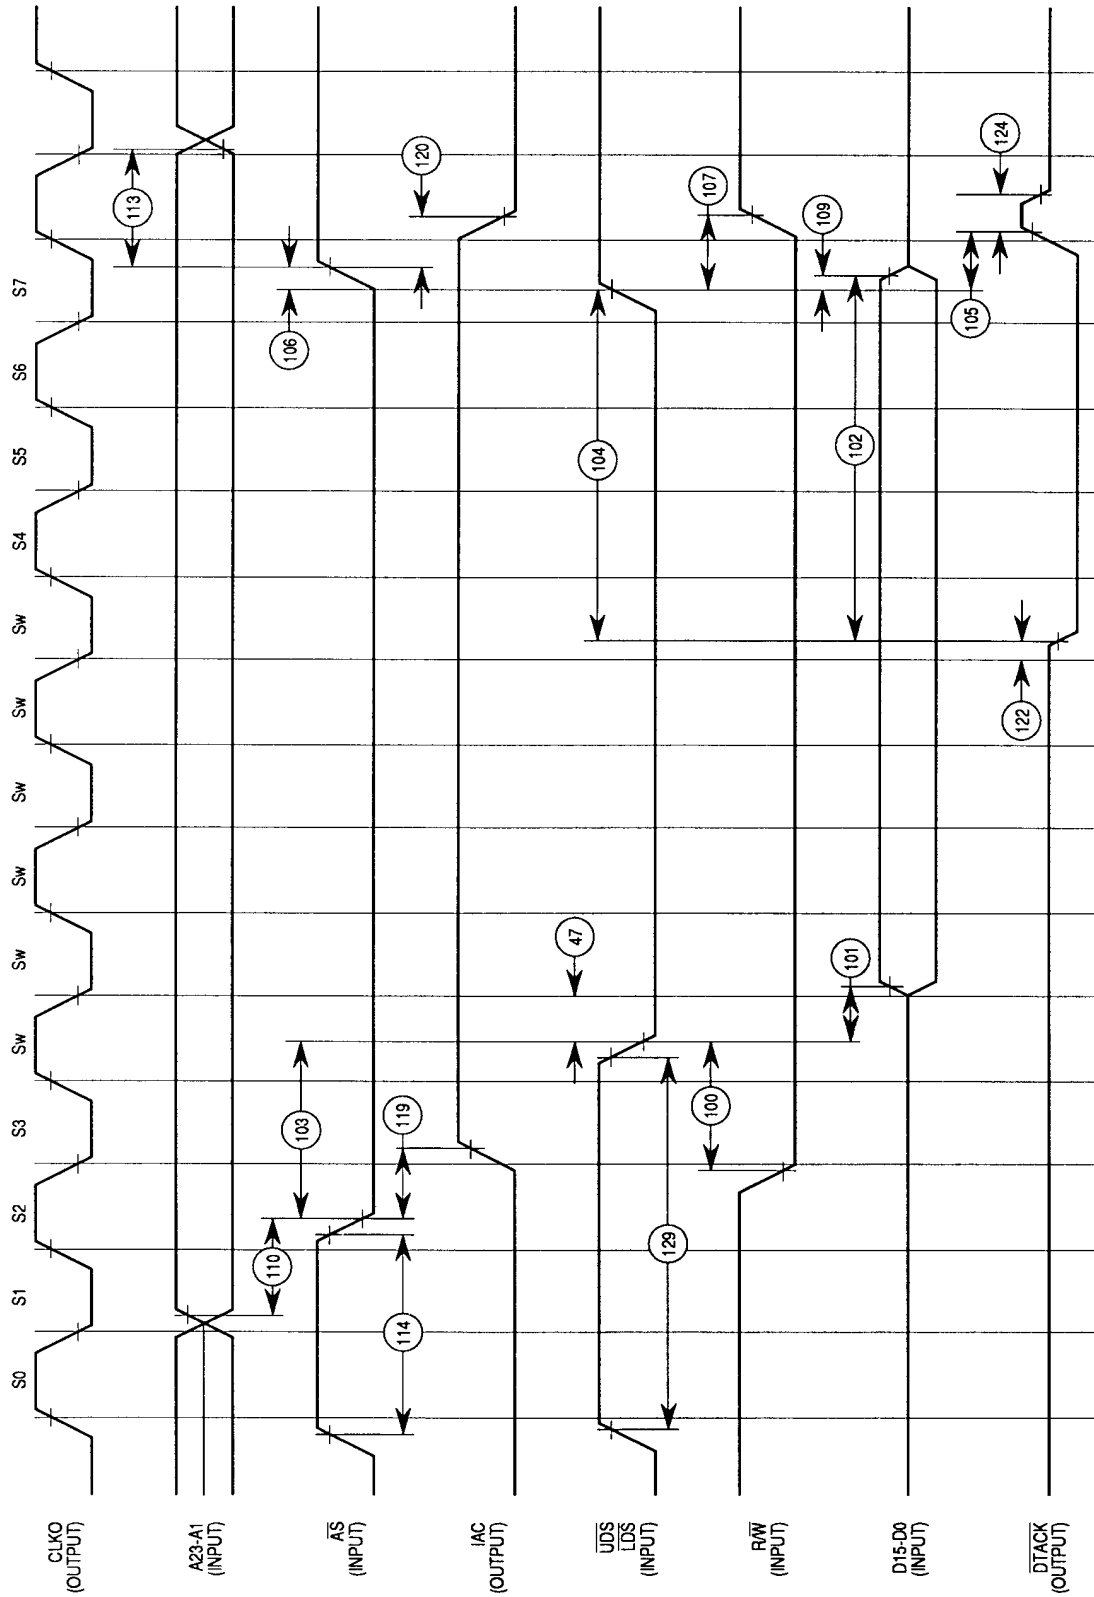 S0 S1 S2 S3 Sw Sw Sw Sw Sw Sw S4 S5 S6 S7
CLKO
(OUTPUT)
A23-A1
(INPUT)
113
AS
(INPUT)
110
103
106
114
119
120
IAC
(OUTPUT)
UDS
LDS
(INPUT)
47
104
129
100
107
R/W
(INPUT)
101
102
109
D15-D0
(INPUT)
105
124
122
DTACK
(OUTPUT)